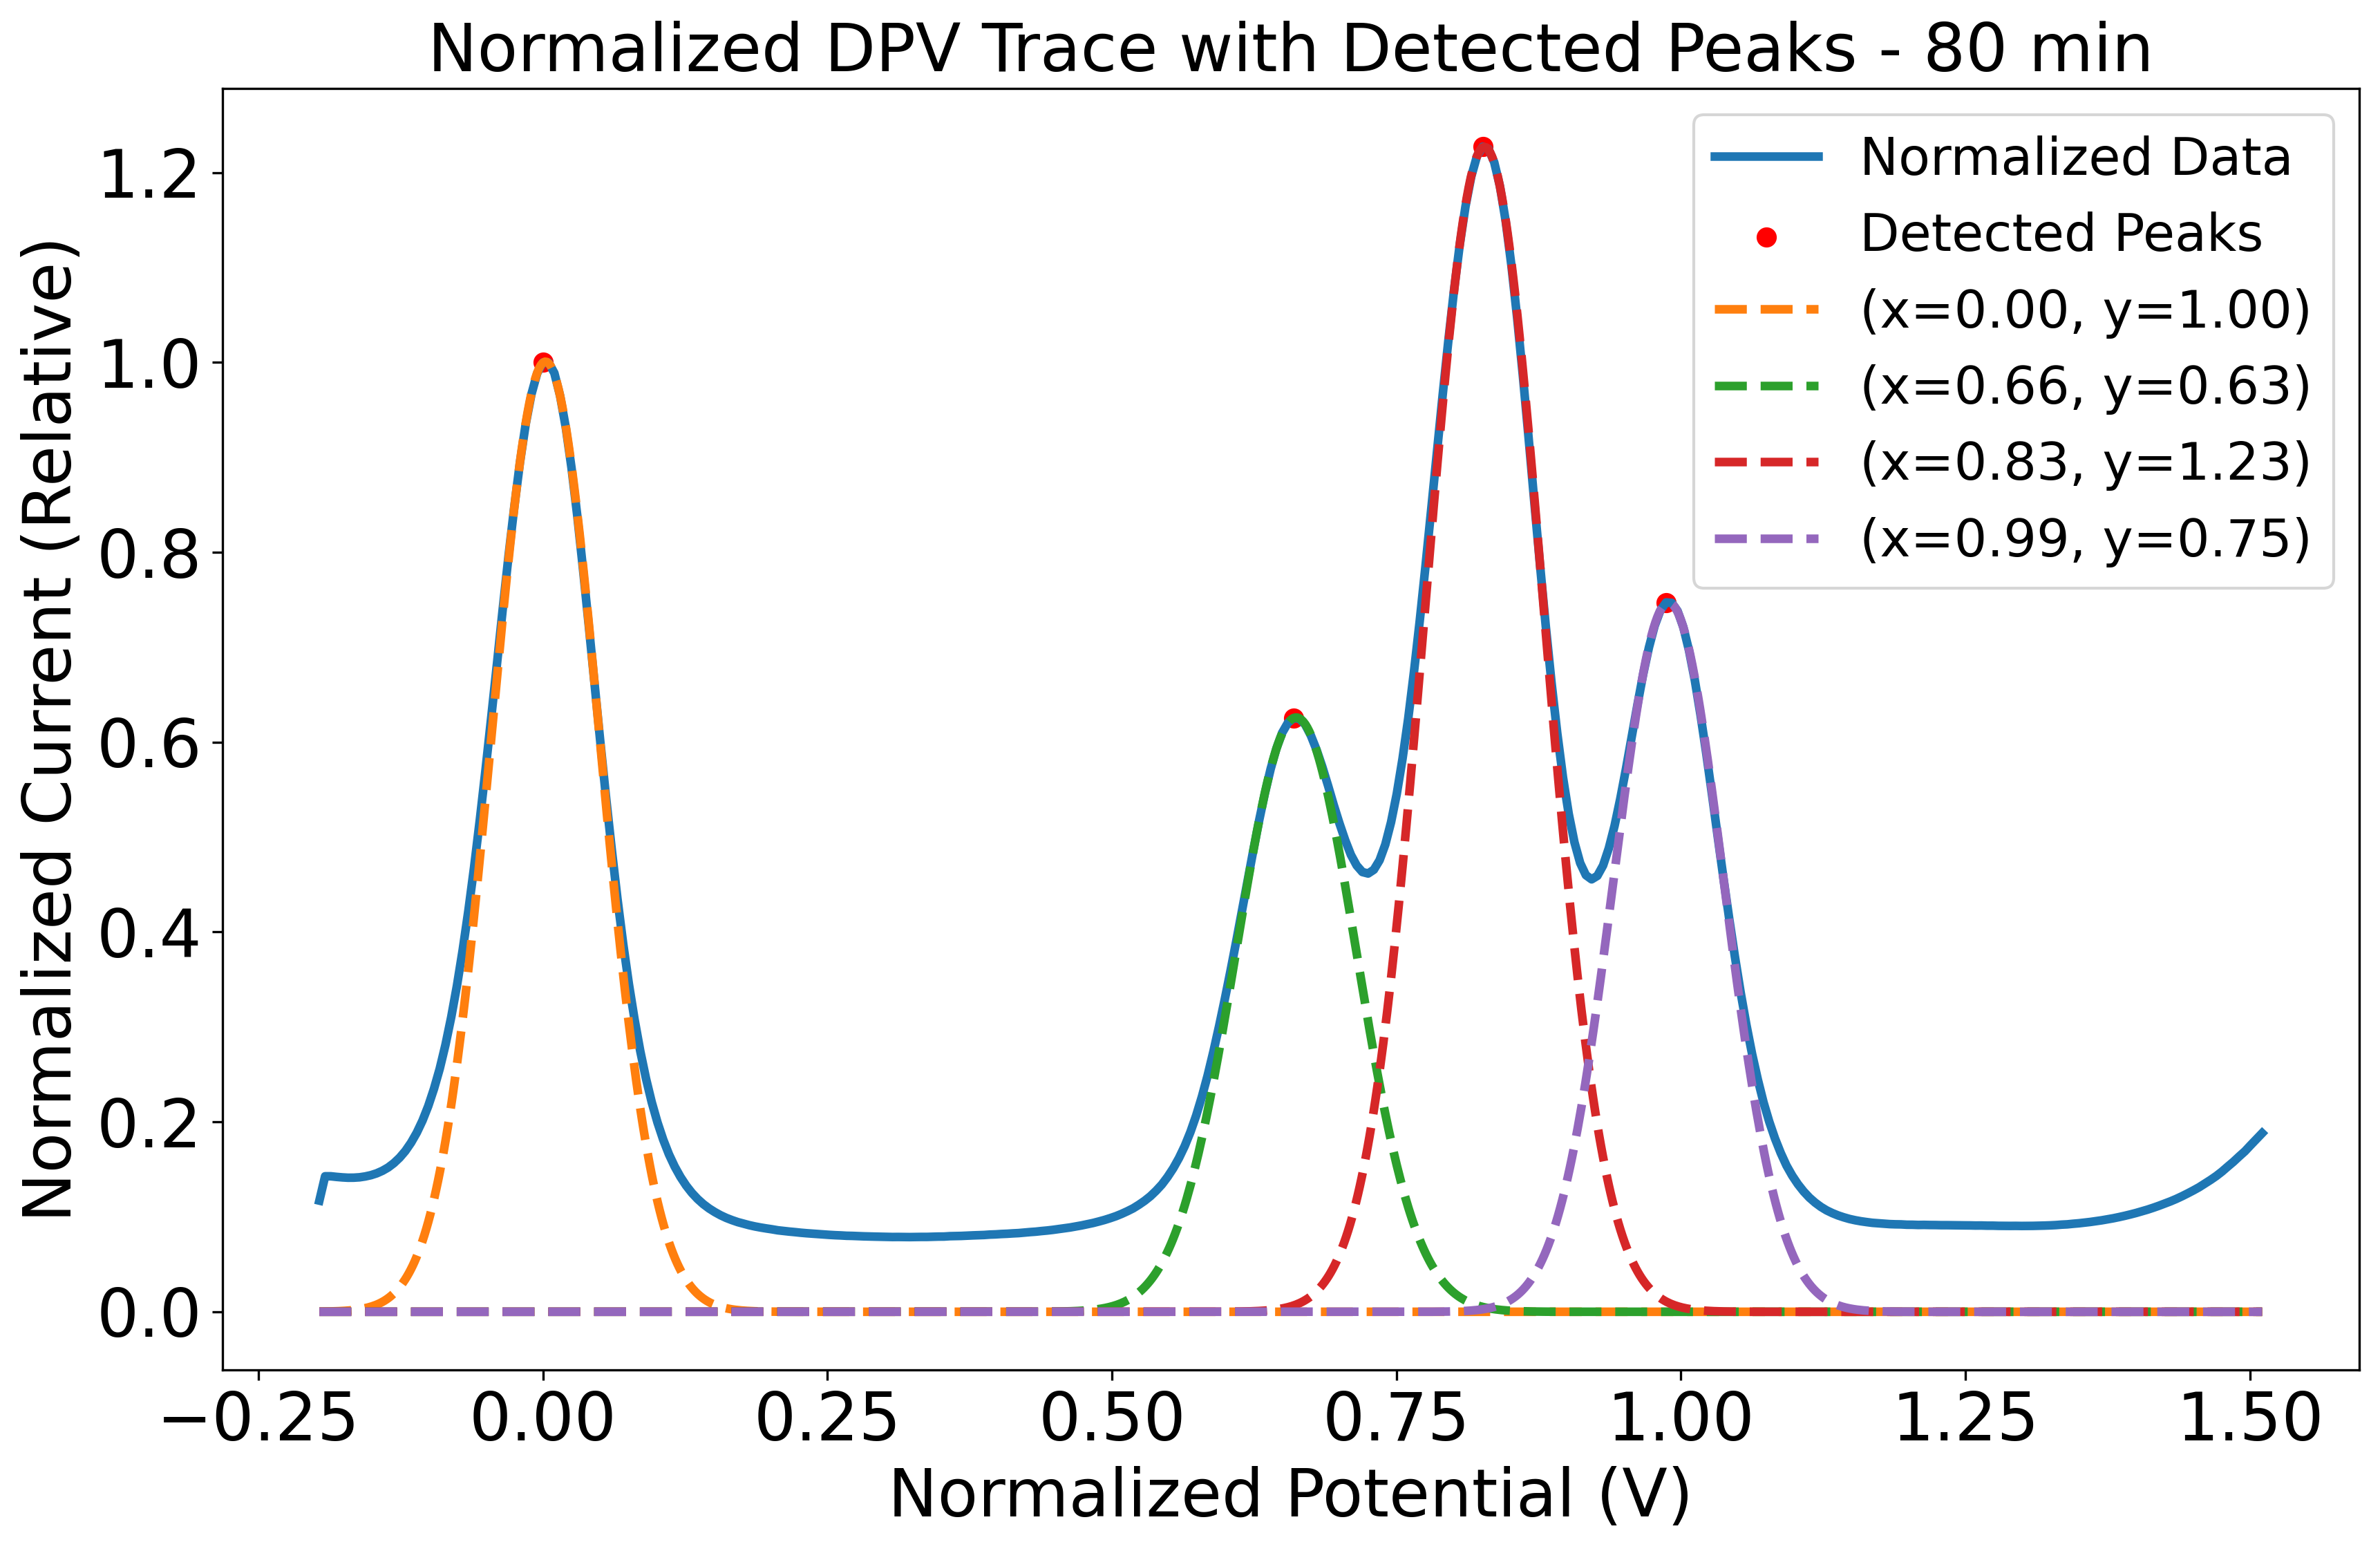 Normalized DPV Trace with Detected Peaks - 80 min
Normalized Current (Relative)
1.2
1.0
0.8
0.6
0.4
0.2
0.0
Normalized Data
Detected Peaks
(x=0.00, y=1.00)
(x=0.66, y=0.63)
(x=0.83, y=1.23)
(x=0.99, y=0.75)
−0.25 0.00 0.25 0.50 0.75 1.00 1.25 1.50
Normalized Potential (V)